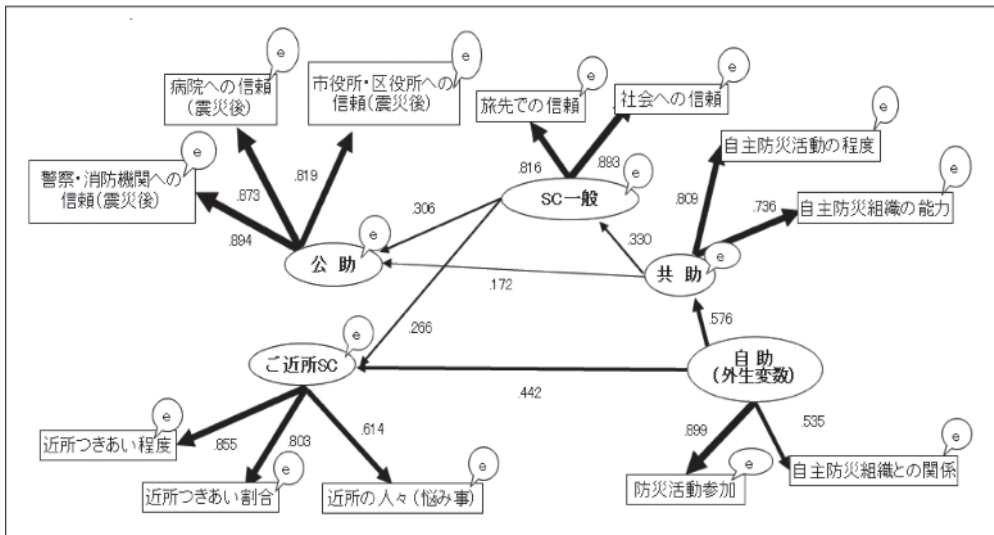 e
e
病院への信頼
(震災後)
市役所・区役所への
信頼(震災後)
e
旅先での信頼
e
社会への信頼
e
自主防災活動の程度
e
警察・消防機関への
信頼(震災後)
.873
.819
.816
.883
e
SC一般
.809
.736
e
自主防災組織の能力
.894
.306
e
公助
.330
共助
e
.172
.266
.576
e
ご近所SC
自助
(外生変数)
.442
e
近所つきあい程度
.855
.803
.614
.899
.535
e
近所つきあい割合
e
近所の人々(悩み事)
e
防災活動参加
e
自主防災組織との関係